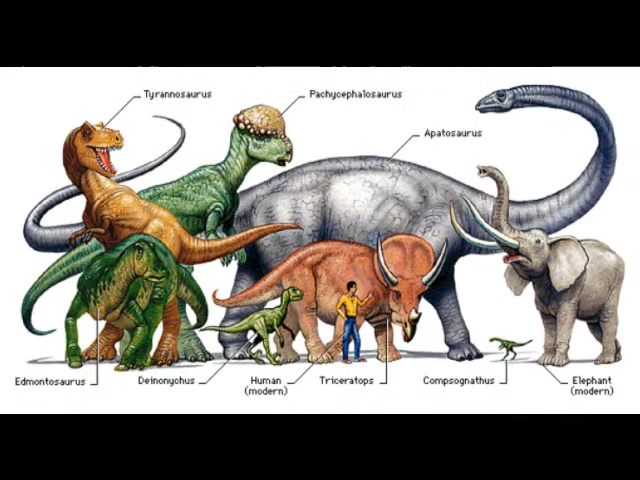 Tyrannosaurus
Pachycephalosaurus
Apatosaurus
Edmontosaurus
Deinonychus
Human
(modern)
Triceratops
Compsognathus
Elephant
(modern)